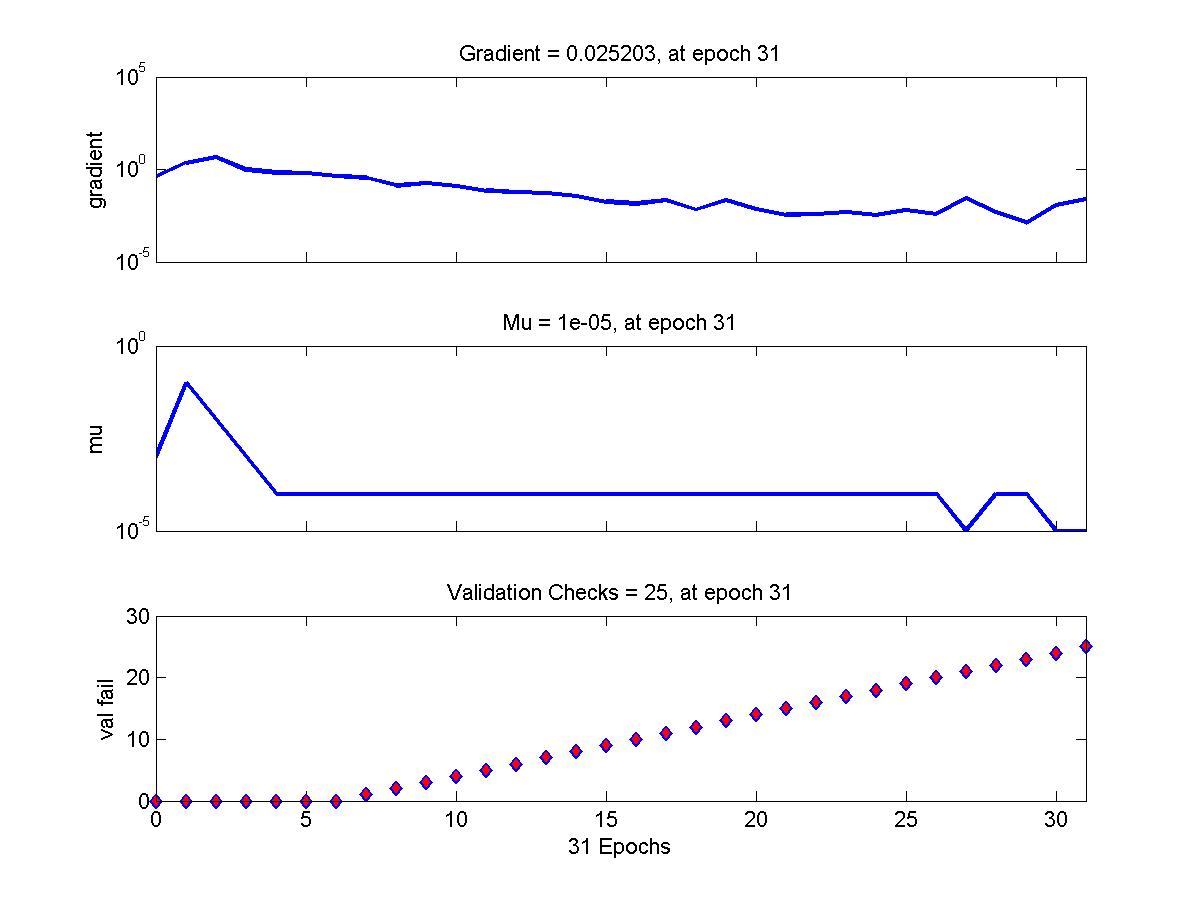 Gradient = 0.025203, at epoch 31
10^5
10^0
10^-5
gradient
Mu = 1e-05, at epoch 31
10^0
10^-5
mu
Validation Checks = 25, at epoch 31
30
20
10
0
val fail
0 5 10 15 20 25 30
31 Epochs